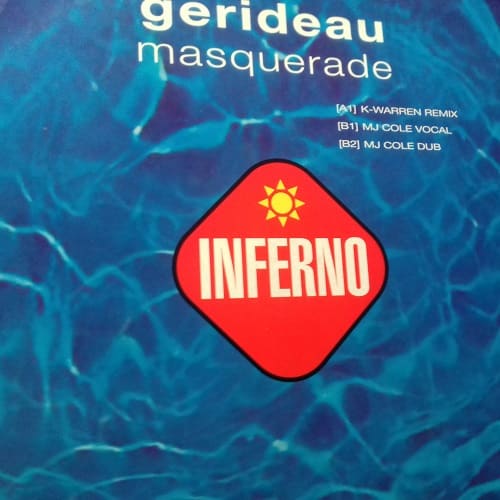 gerideau
masquerade
[A1] K-WARREN REMIX
[B1] MJ COLE VOCAL
[B2] MJ COLE DUB
INFERNO